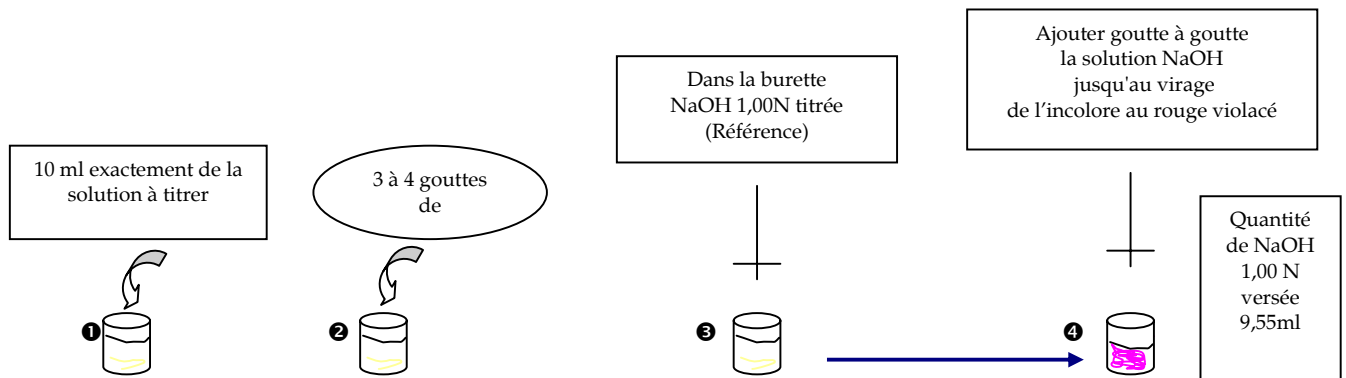 10 ml exactement de la
solution à titrer
❶
3 à 4 gouttes
de
❷
Dans la burette
NaOH 1,00N titrée
(Référence)
❸
Ajouter goutte à goutte
la solution NaOH
jusqu'au virage
de l’incolore au rouge violacé
❹
Quantité
de NaOH
1,00 N
versée
9,55ml